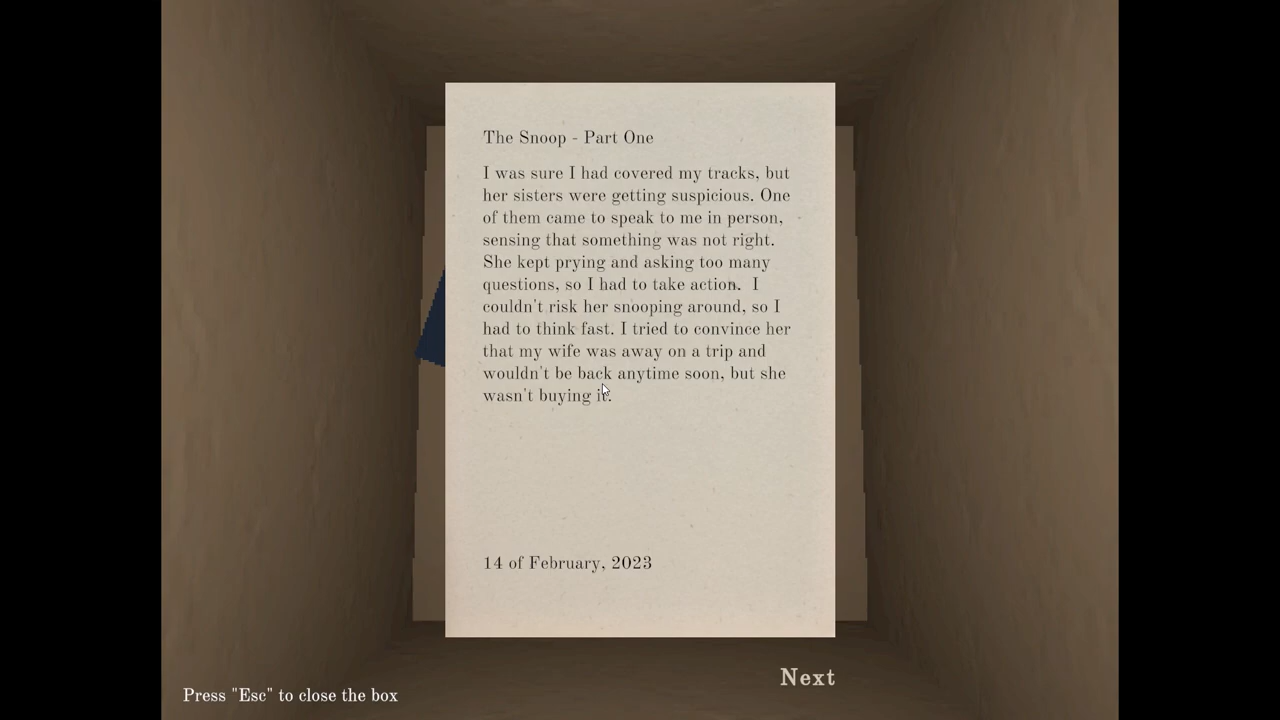 The Snoop - Part One
I was sure I had covered my tracks, but
her sisters were getting suspicious. One
of them came to speak to me in person,
sensing that something was not right.
She kept prying and asking too many
questions, so I had to take action.  I
couldn't risk her snooping around, so I
had to think fast. I tried to convince her
that my wife was away on a trip and
wouldn't be back anytime soon, but she
wasn't buying it.
14 of February, 2023
Next
Press "Esc" to close the box